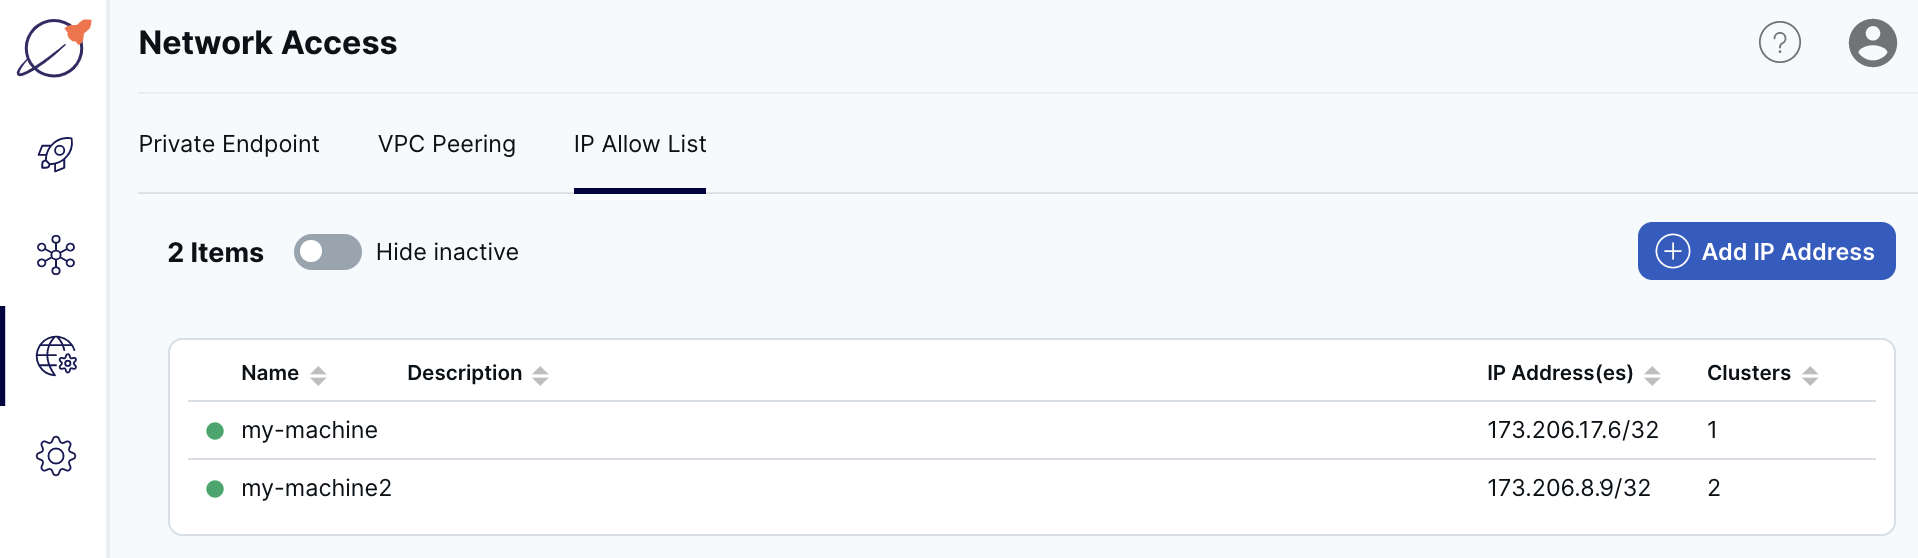 Network Access
?
Private Endpoint VPC Peering IP Allow List
2 Items Hide inactive Add IP Address
Name Description IP Address(es) Clusters
my-machine 173.206.17.6/32 1
my-machine2 173.206.8.9/32 2